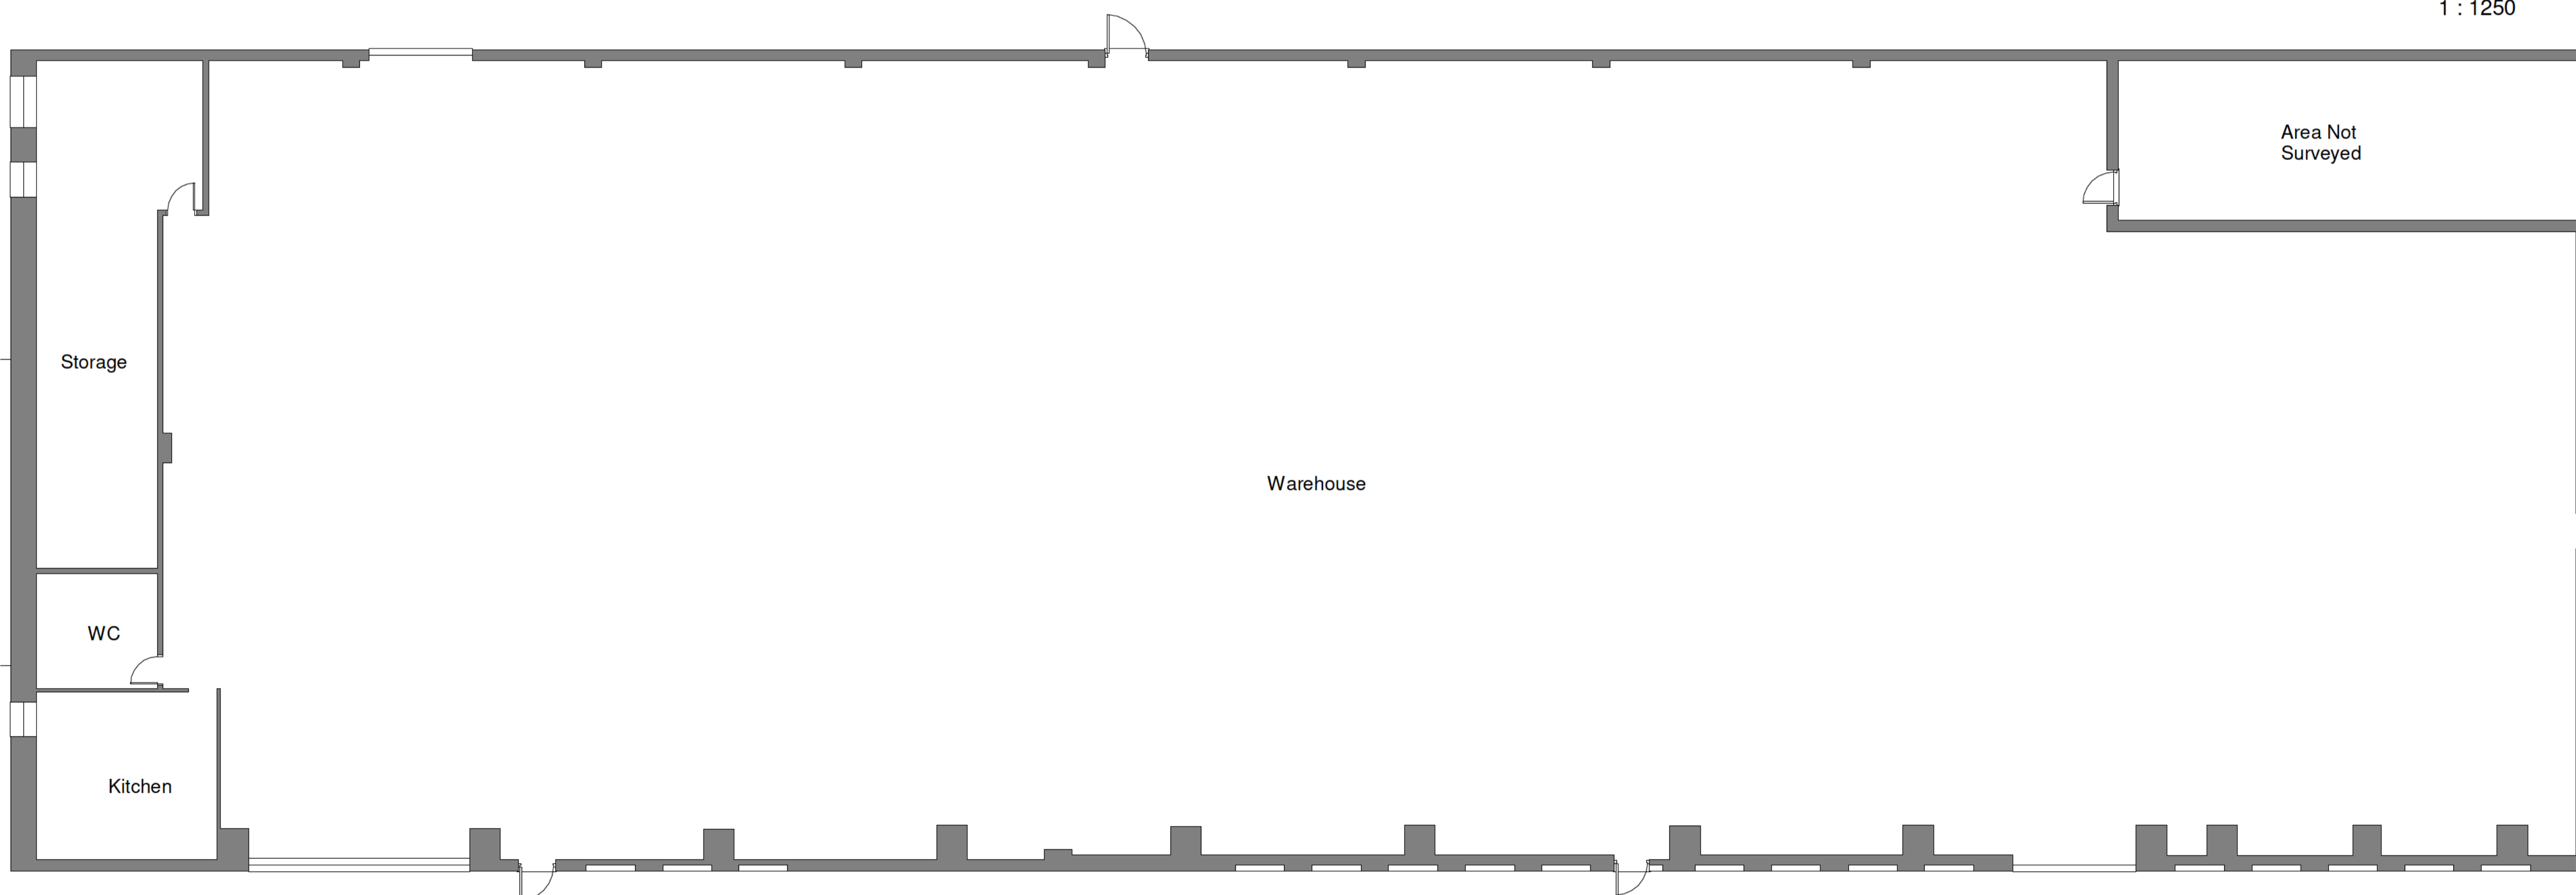 1 : 1250
Area Not
Surveyed
Storage
Warehouse
WC
Kitchen